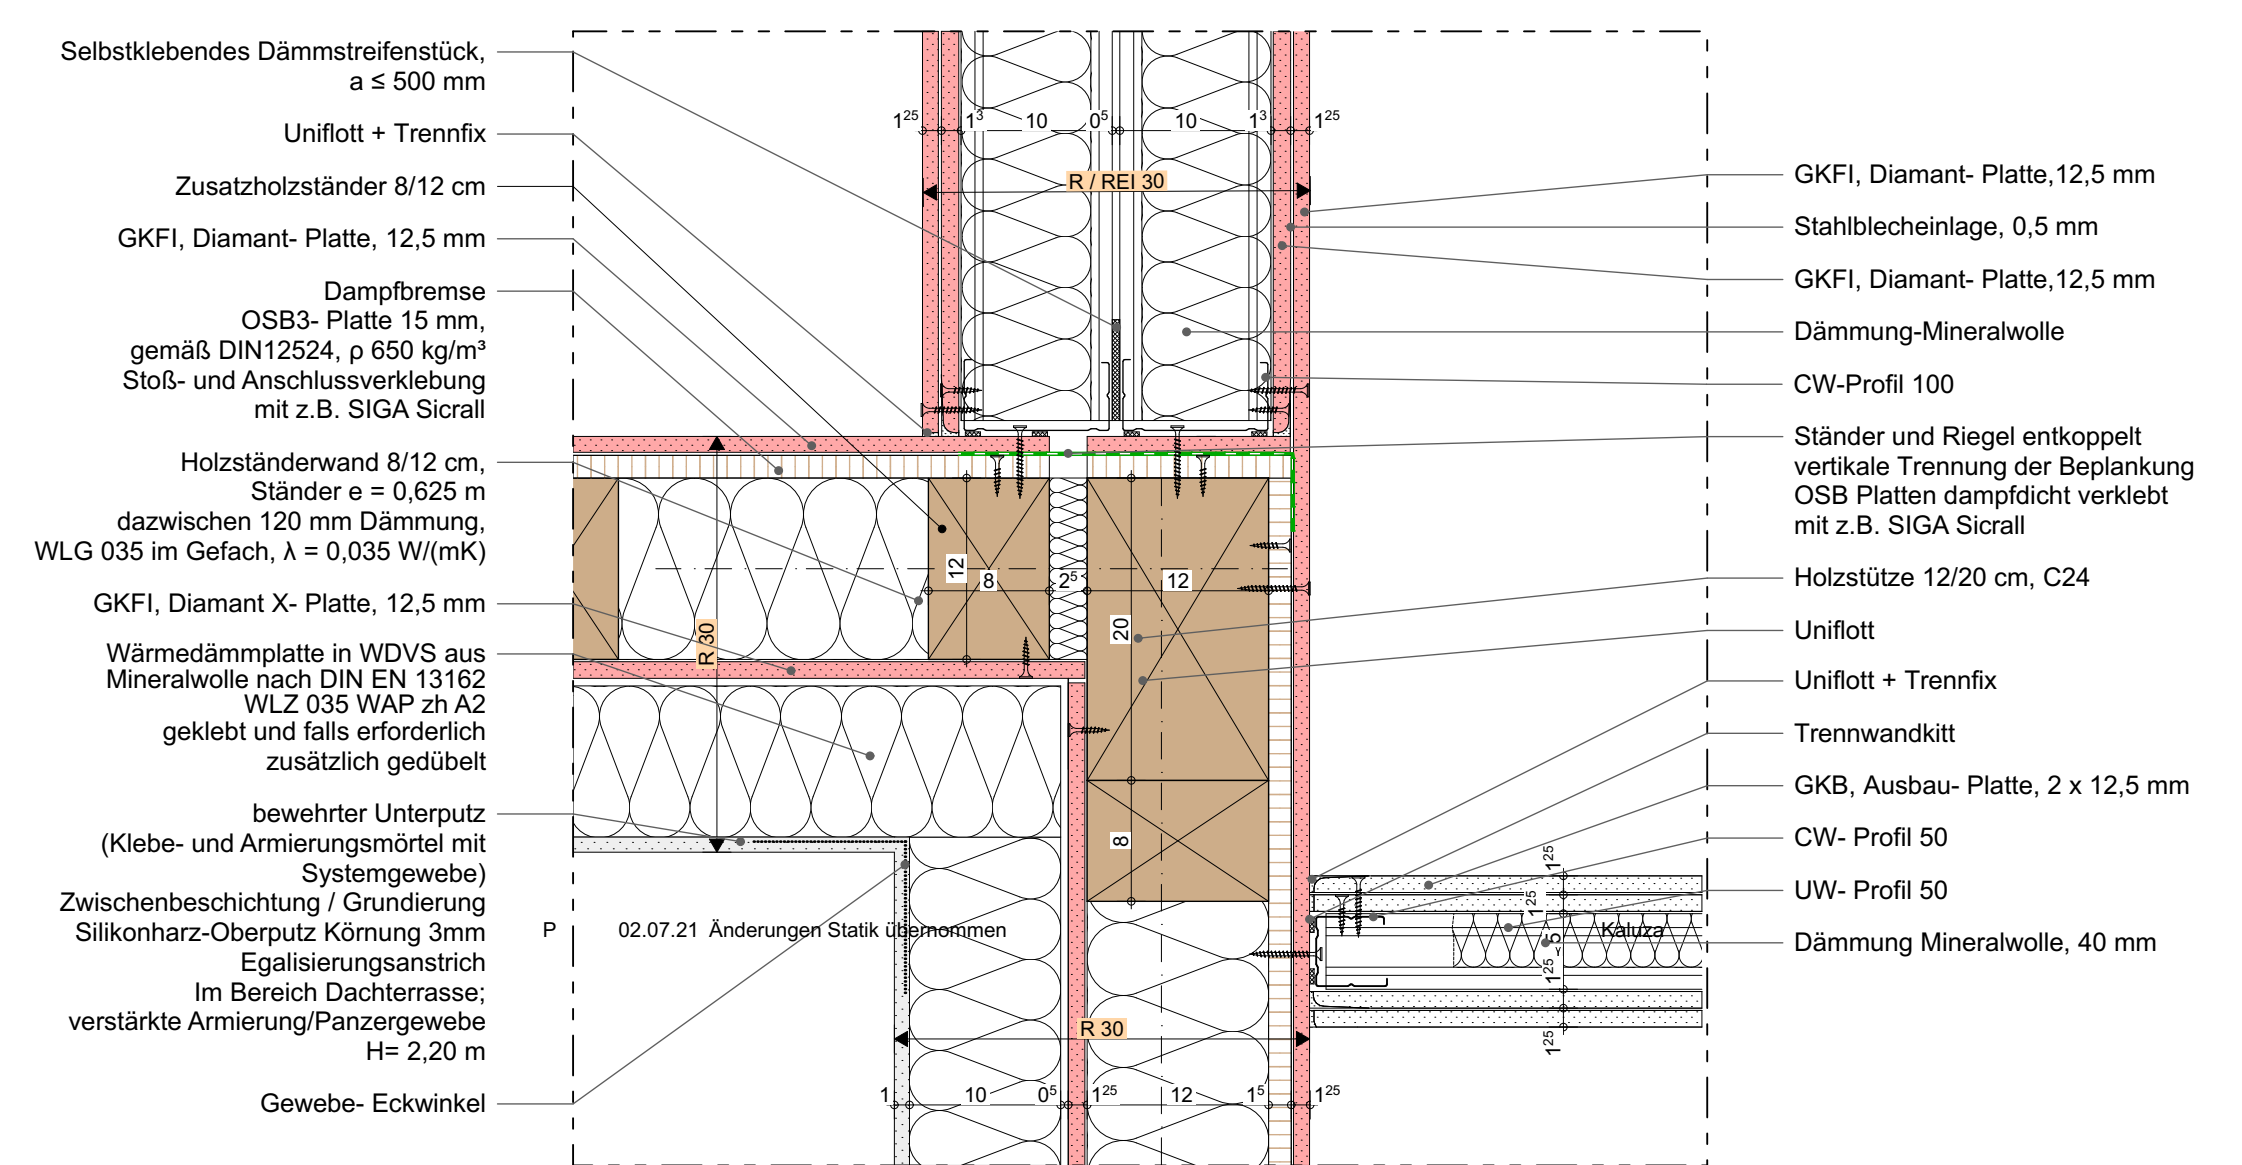 Selbstklebendes Dämmstreifenstück,
a ≤ 500 mm
Uniflott + Trennfix
Zusatzholzständer 8/12 cm
GKFI, Diamant- Platte, 12,5 mm
Dampfbremse
OSB3- Platte 15 mm,
gemäß DIN12524, ρ 650 kg/m³
Stoß- und Anschlussverklebung
mit z.B. SIGA Sicrall
Holzständerwand 8/12 cm,
Ständer e = 0,625 m
dazwischen 120 mm Dämmung,
WLG 035 im Gefach, λ = 0,035 W/(mK)
GKFI, Diamant X- Platte, 12,5 mm
Wärmedämmplatte in WDVS aus
Mineralwolle nach DIN EN 13162
WLZ 035 WAP zh A2
geklebt und falls erforderlich
zusätzlich gedübelt
bewehrter Unterputz
(Klebe- und Armierungsmörtel mit
Systemgewebe)
Zwischenbeschichtung / Grundierung
Silikonharz-Oberputz Körnung 3mm
Egalisierungsanstrich
Im Bereich Dachterrasse;
verstärkte Armierung/Panzergewebe
H= 2,20 m
Gewebe- Eckwinkel
1²⁵ 1³ 10 0⁵ 10 1³ 1²⁵
R / REI 30
12
8
2⁵
12
20
R 30
8
P 02.07.21 Änderungen Statik übernommen Kaluza
R 30
1 10 0⁵ 1²⁵ 12 1⁵ 1²⁵
1²⁵
1²⁵
5
1²⁵
1²⁵
GKFI, Diamant- Platte,12,5 mm
Stahlblecheinlage, 0,5 mm
GKFI, Diamant- Platte,12,5 mm
Dämmung-Mineralwolle
CW-Profil 100
Ständer und Riegel entkoppelt
vertikale Trennung der Beplankung
OSB Platten dampfdicht verklebt
mit z.B. SIGA Sicrall
Holzstütze 12/20 cm, C24
Uniflott
Uniflott + Trennfix
Trennwandkitt
GKB, Ausbau- Platte, 2 x 12,5 mm
CW- Profil 50
UW- Profil 50
Dämmung Mineralwolle, 40 mm